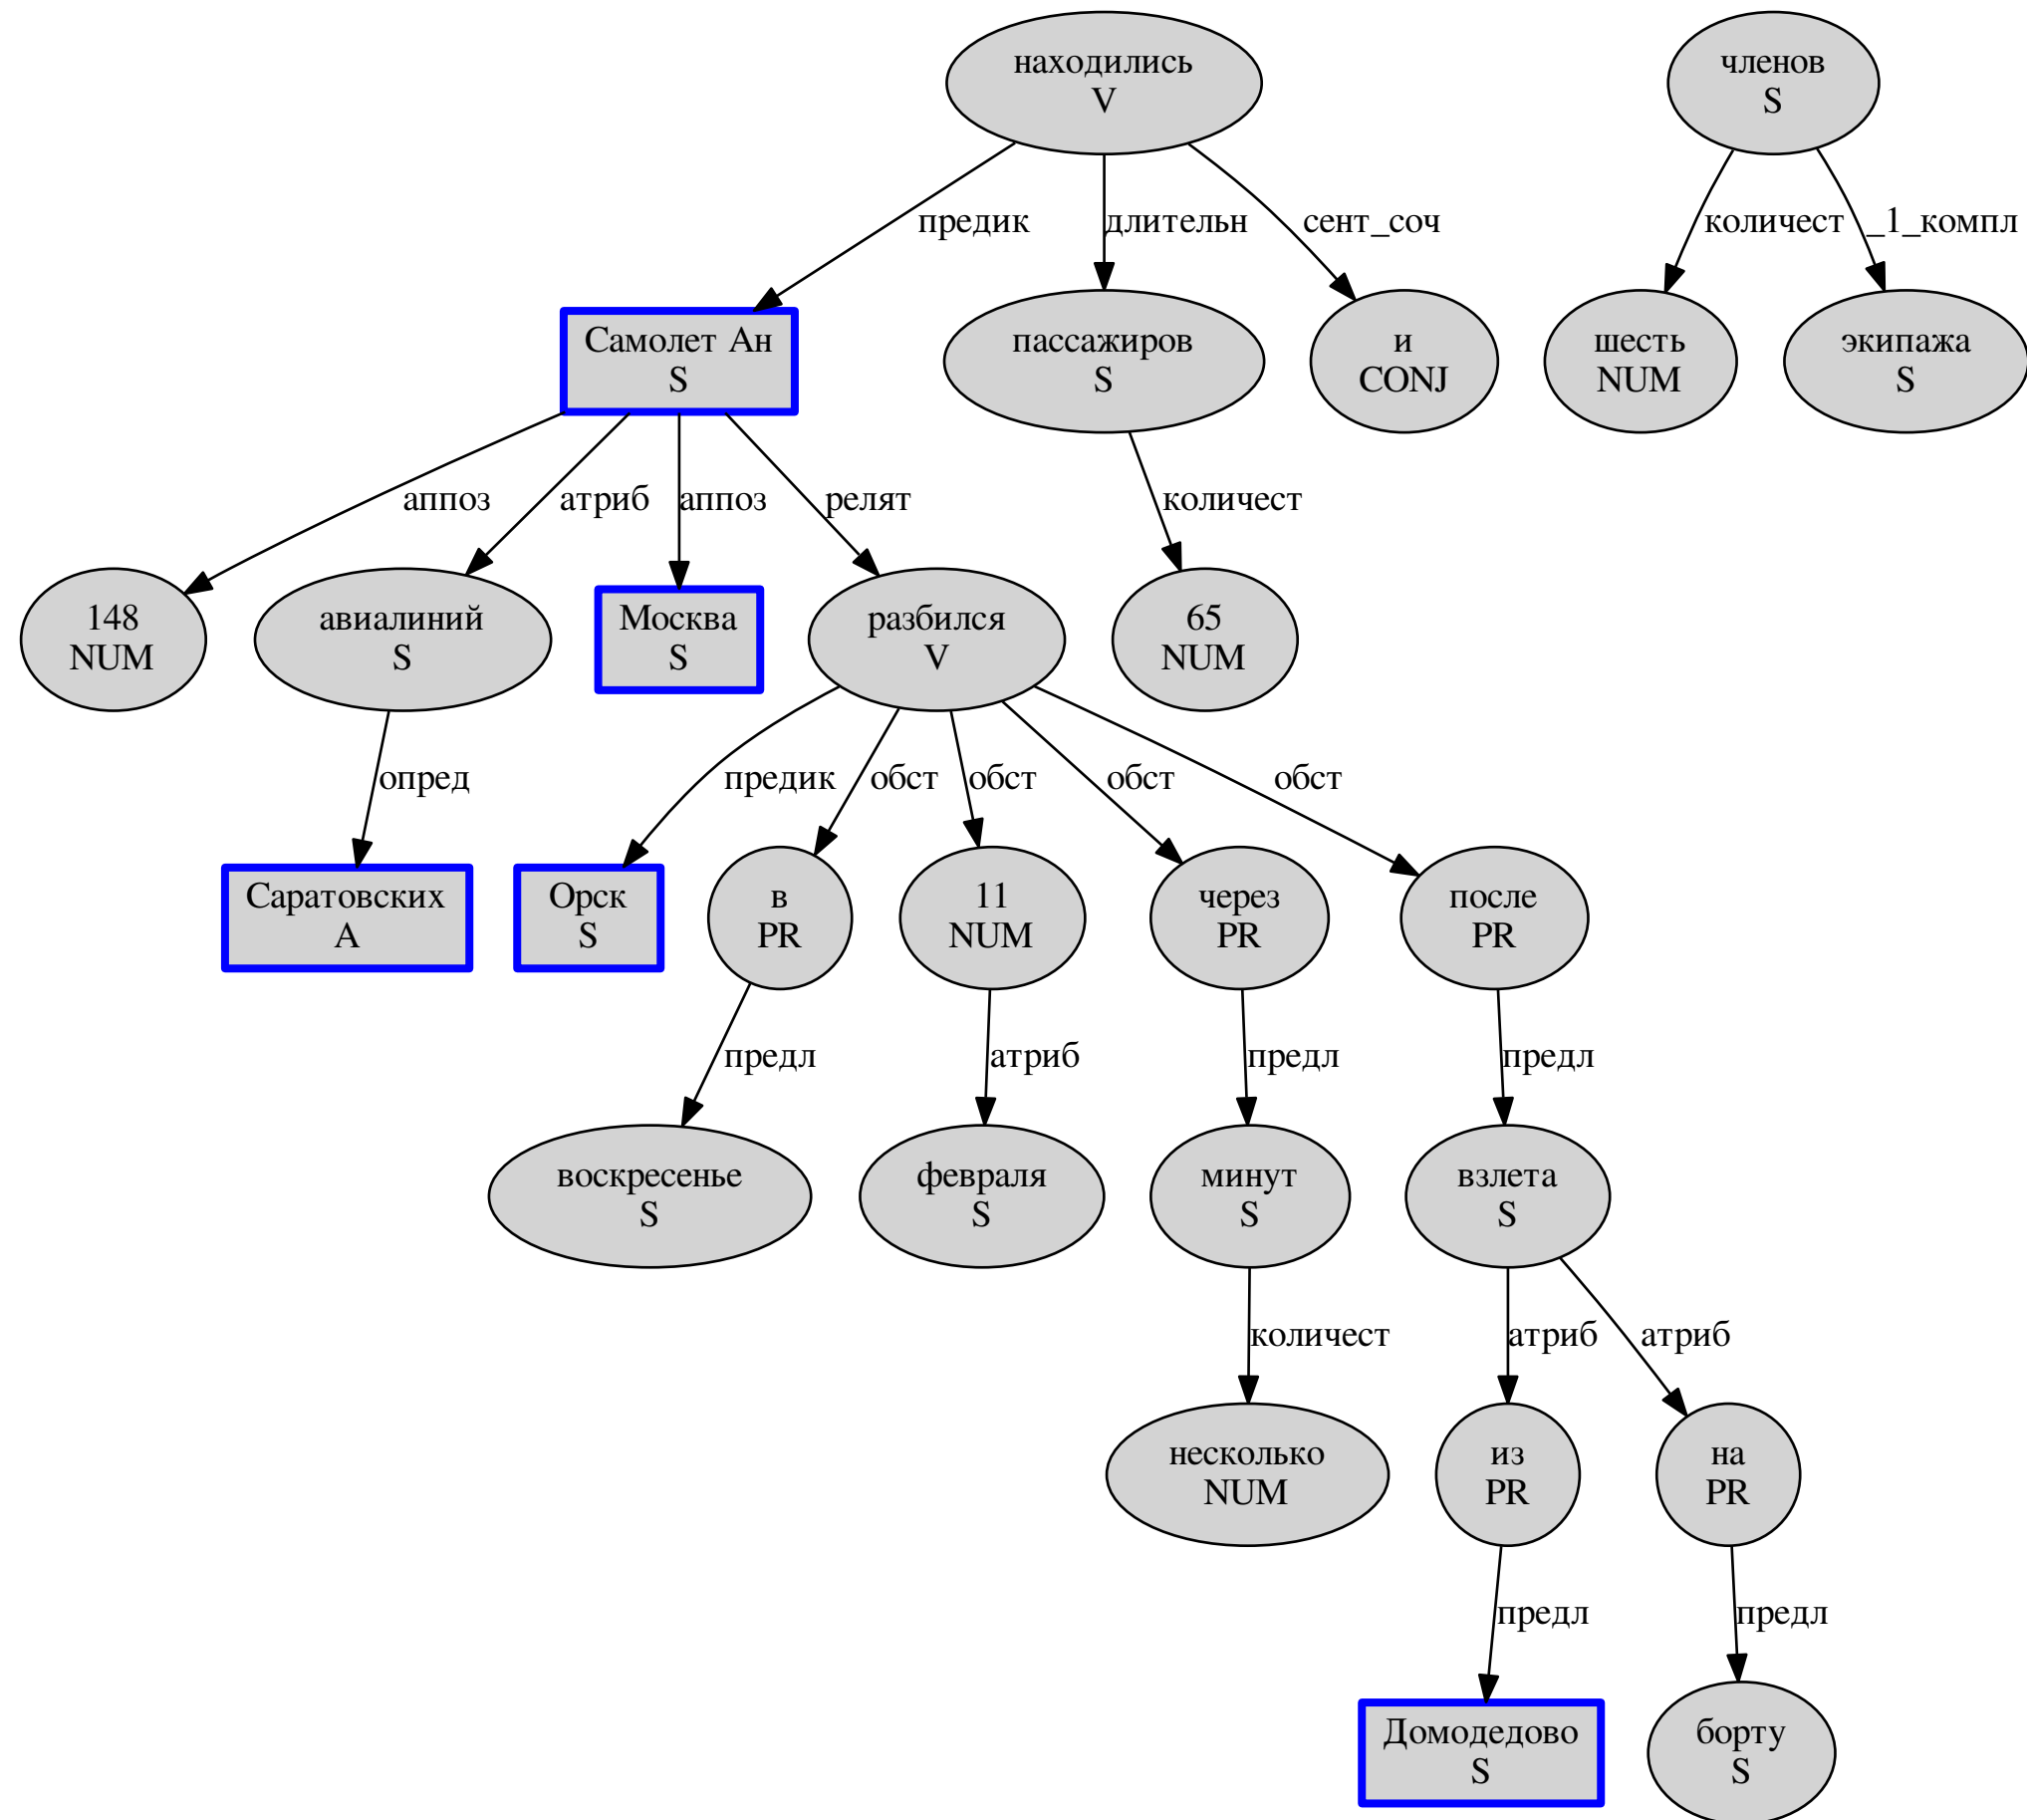 находились
V
членов
S
предик
длительн
сент_соч
количест
_1_компл
Самолет Ан
S
пассажиров
S
и
CONJ
шесть
NUM
экипажа
S
аппоз
атриб
аппоз
релят
количест
148
NUM
авиалиний
S
Москва
S
разбился
V
65
NUM
опред
предик
обст
обст
обст
обст
Саратовских
A
Орск
S
в
PR
11
NUM
через
PR
после
PR
предл
атриб
предл
предл
воскресенье
S
февраля
S
минут
S
взлета
S
количест
атриб
атриб
несколько
NUM
из
PR
на
PR
предл
предл
Домодедово
S
борту
S